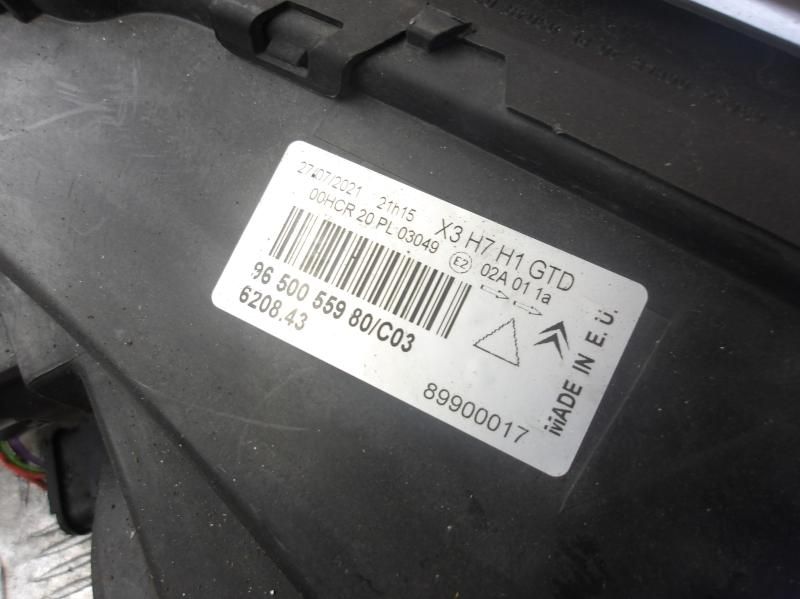 27/07/2021 21h15 X3 H7 H1 GTD
00HCR 20 PL 03049 E2 02A 01 1a
96 500 559 80/C03
6208.43
89900017
MADE IN E. U.